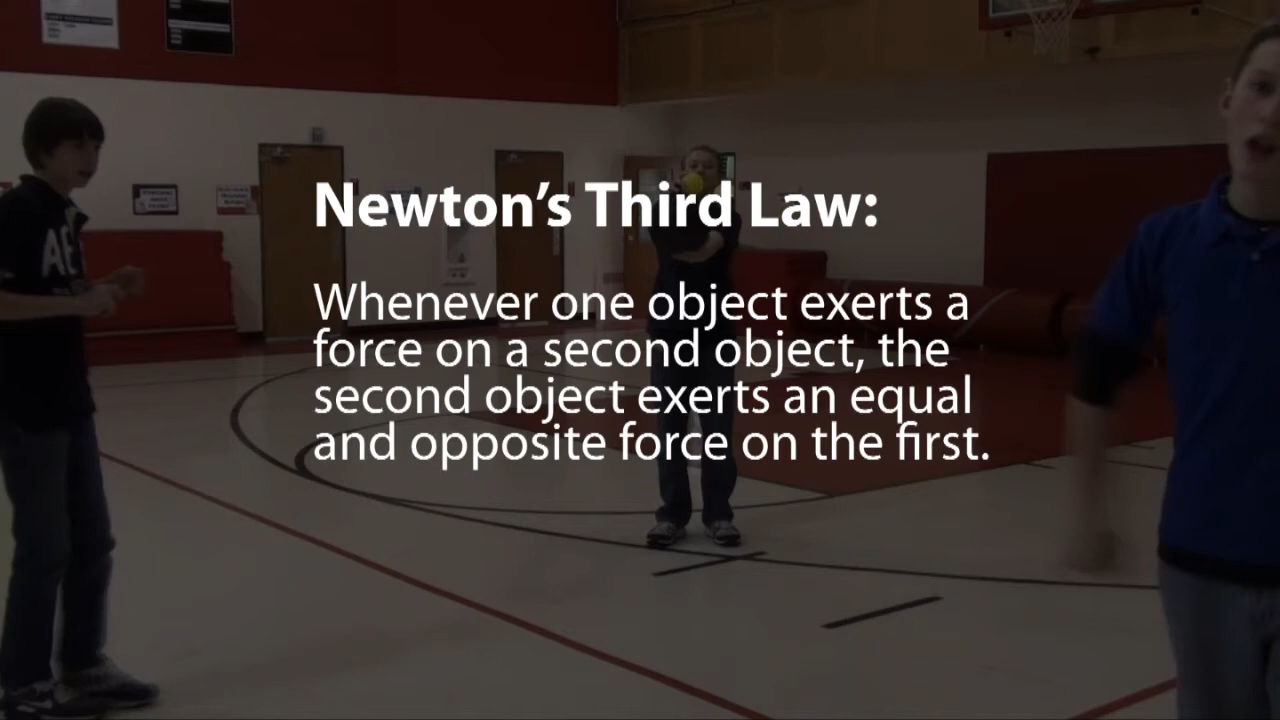 Newton's Third Law:
Whenever one object exerts a
force on a second object, the
second object exerts an equal
and opposite force on the first.
AE